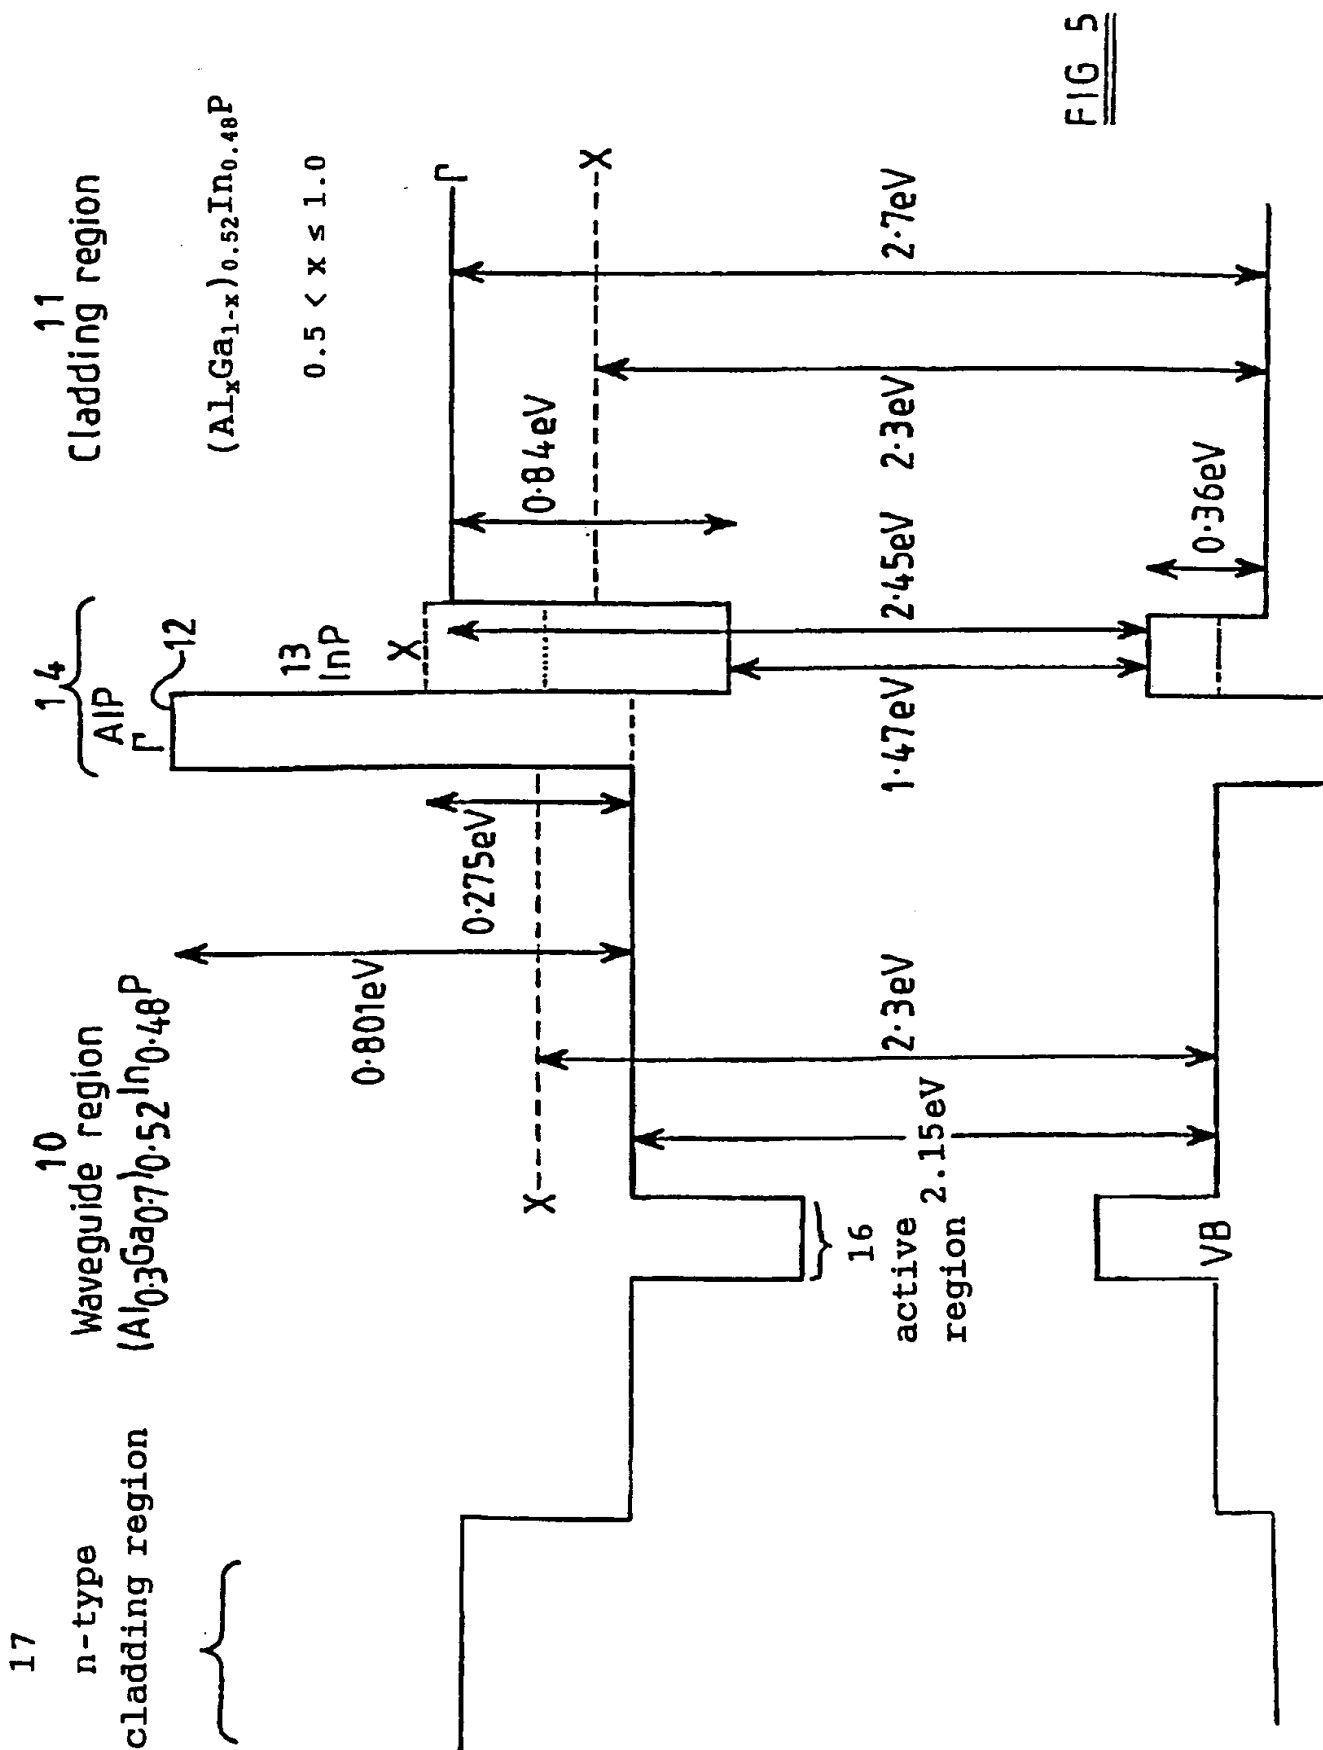 17
n-type
cladding region
10
Waveguide region
(Al0·3Ga0·7)0·52In0·48P
14
AlP
Γ
12
13
InP
X
11
Cladding region
(AlxGa1-x)0.52In0.48P
0.5 < x ≤ 1.0
Γ
X
X
0·801eV
0·275eV
0·84eV
16
active
region
2.15eV
2·3eV
1·47eV
2·45eV
2·3eV
2·7eV
0·36eV
VB
FIG 5